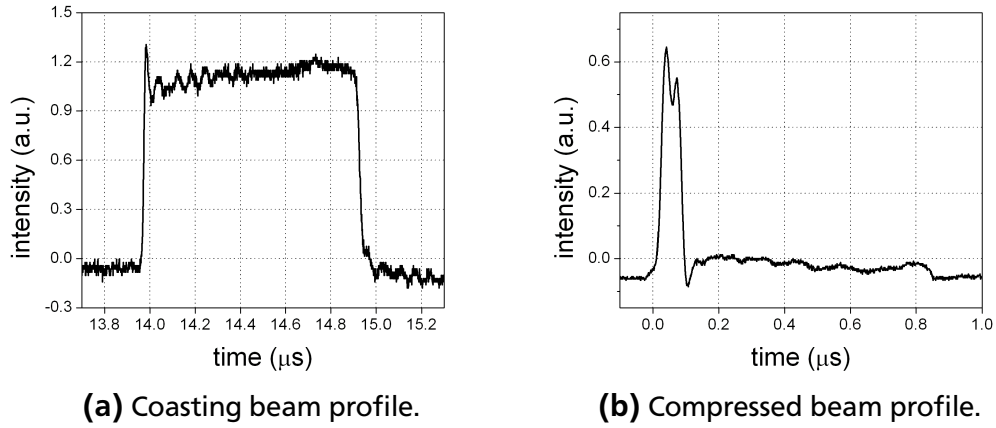 1.5
1.2
0.9
0.6
0.3
0.0
-0.3
intensity (a.u.)
13.8 14.0 14.2 14.4 14.6 14.8 15.0 15.2
time (μs)
(a) Coasting beam profile.
0.6
0.4
0.2
0.0
intensity (a.u.)
0.0 0.2 0.4 0.6 0.8 1.0
time (μs)
(b) Compressed beam profile.